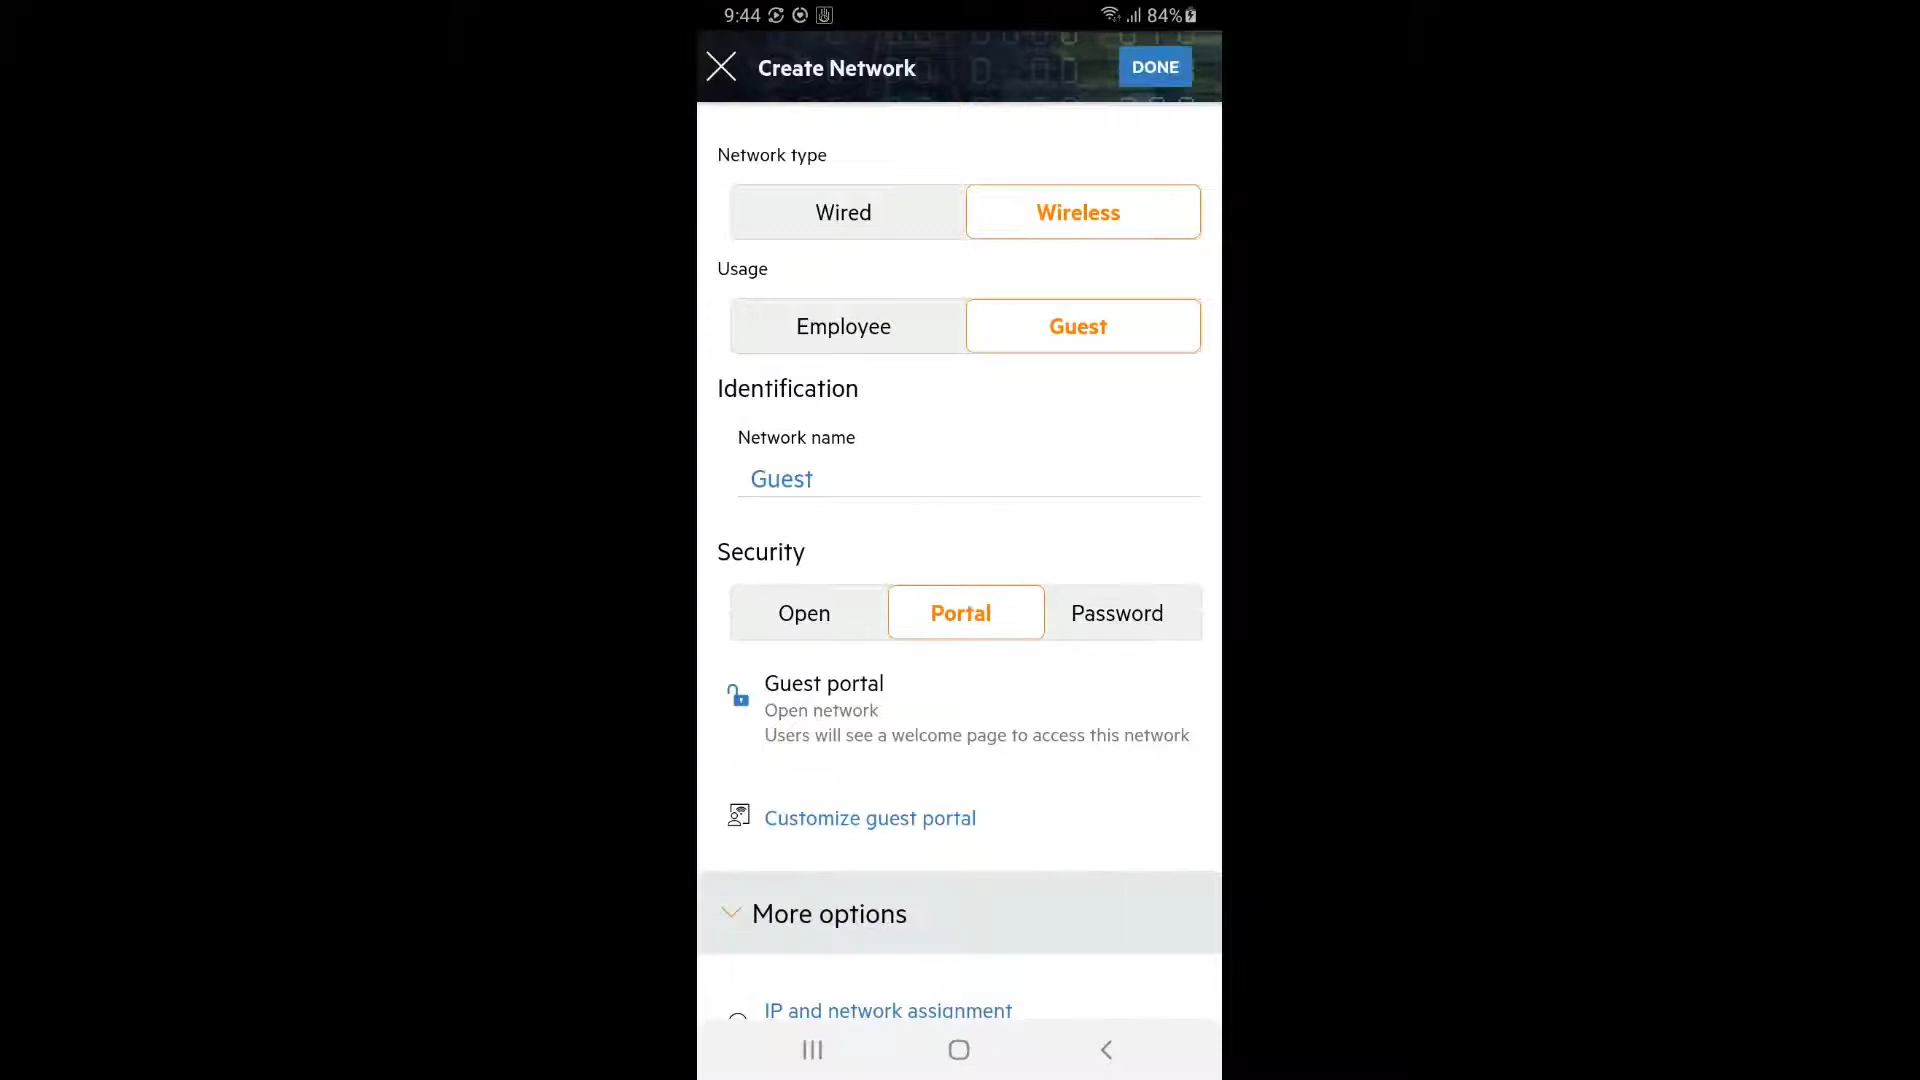 9:44 84%
Create Network DONE
Network type
Wired Wireless
Usage
Employee Guest
Identification
Network name
Guest
Security
Open Portal Password
Guest portal
Open network
Users will see a welcome page to access this network
Customize guest portal
More options
IP and network assignment